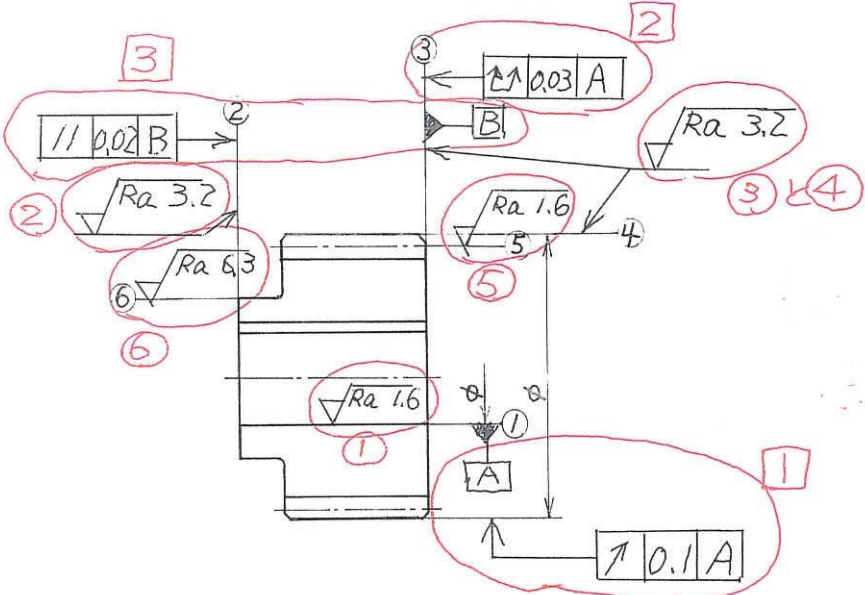 3
2
③
⌰ 0.03 A
②
// 0.02 B
B
Ra 3.2
③と④
② Ra 3.2
Ra 1.6
5
4
⑤
⑥ Ra 6.3
⑥
Ra 1.6
①
φ
φ
①
A
1
↗ 0.1 A